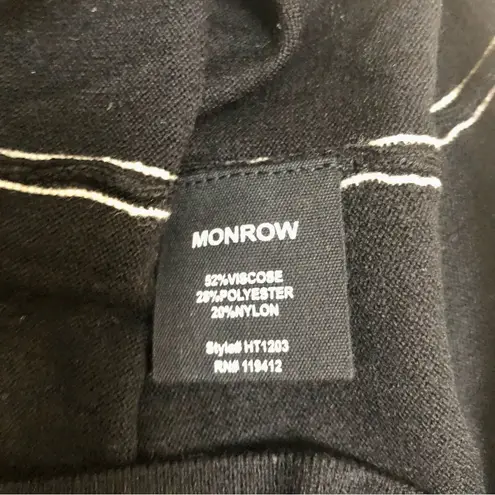 MONROW
52%VISCOSE
28%POLYESTER
20%NYLON
Style# HT1203
RN# 119412